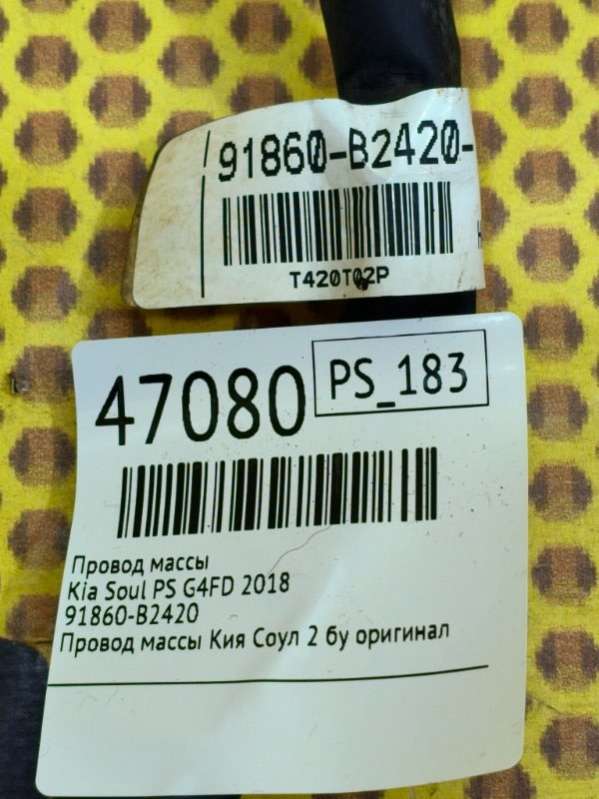 91860-B2420-
T420T02P
47080
PS_183
Провод массы
Kia Soul PS G4FD 2018
91860-B2420
Провод массы Кия Соул 2 бу оригинал